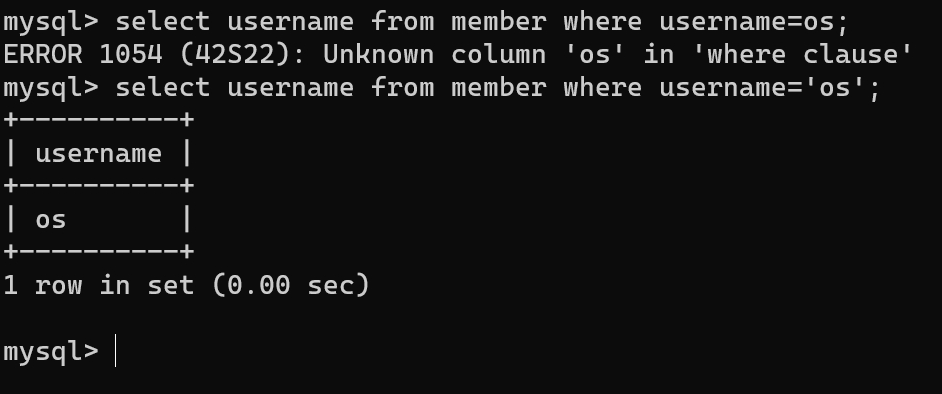 mysql> select username from member where username=os;
ERROR 1054 (42S22): Unknown column 'os' in 'where clause'
mysql> select username from member where username='os';
+----------+
| username |
+----------+
| os       |
+----------+
1 row in set (0.00 sec)
mysql>